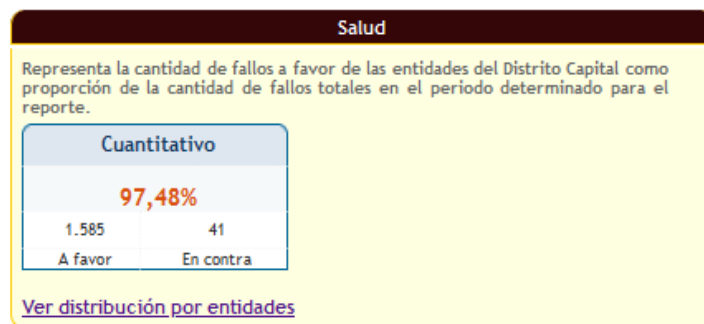 Salud
Representa la cantidad de fallos a favor de las entidades del Distrito Capital como
proporción de la cantidad de fallos totales en el periodo determinado para el
reporte.
Cuantitativo
97,48%
1.585 41
A favor En contra
Ver distribución por entidades